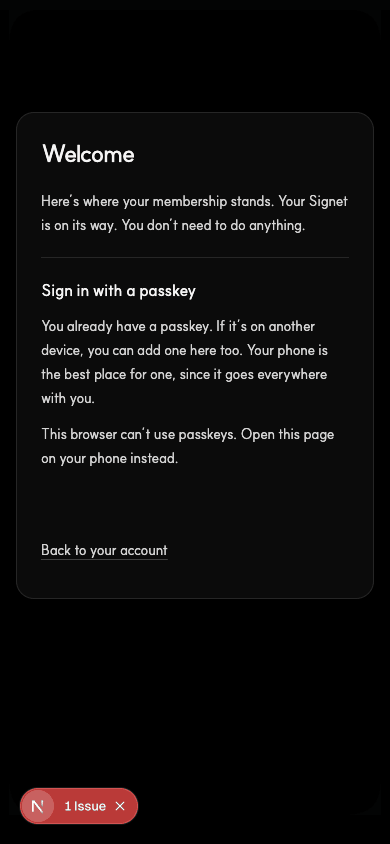 Welcome
Here's where your membership stands. Your Signet
is on its way. You don't need to do anything.
Sign in with a passkey
You already have a passkey. If it's on another
device, you can add one here too. Your phone is
the best place for one, since it goes everywhere
with you.
This browser can't use passkeys. Open this page
on your phone instead.
Back to your account
N 1 Issue